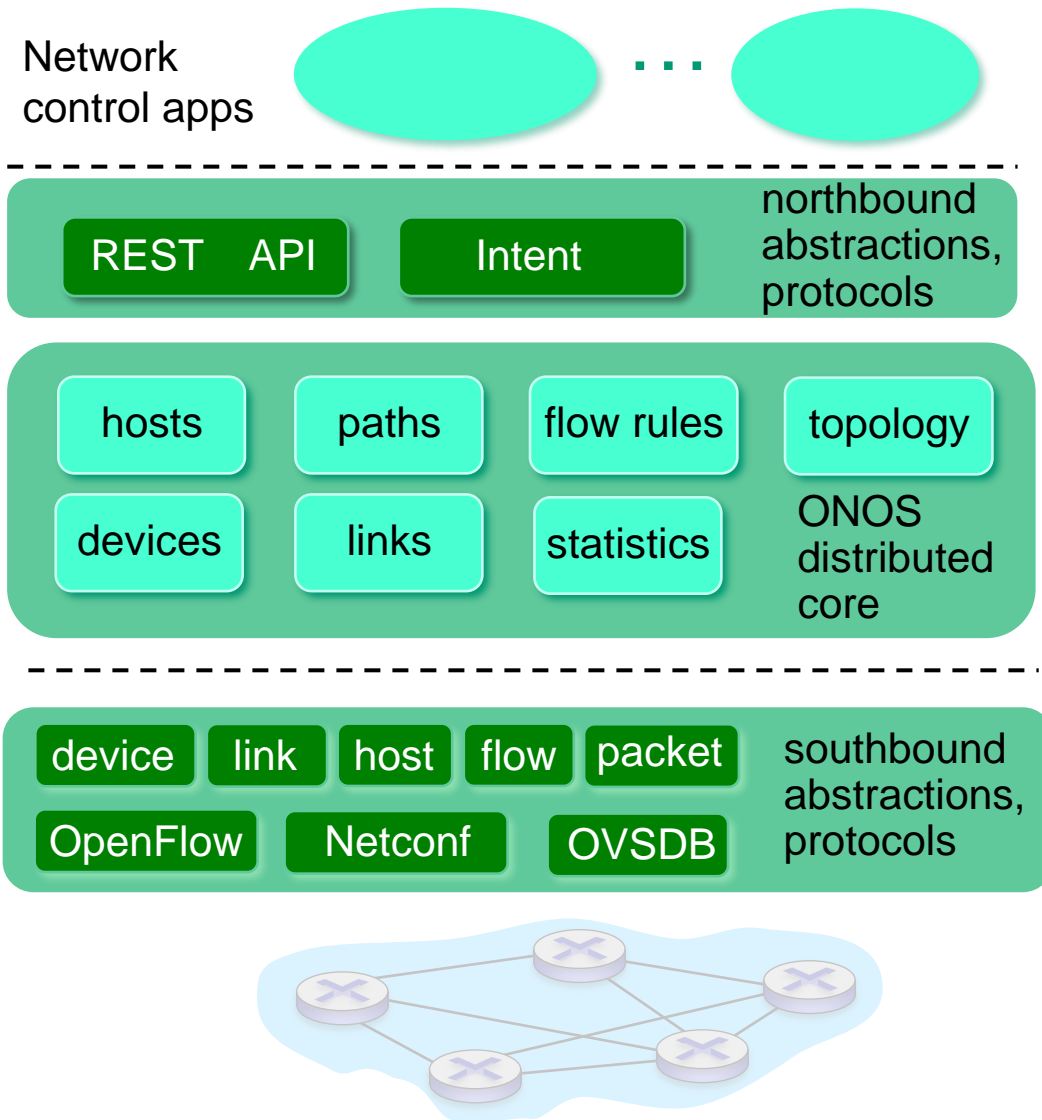 Network
control apps
. . .
REST API
Intent
northbound
abstractions,
protocols
hosts
paths
flow rules
topology
devices
links
statistics
ONOS
distributed
core
device
link
host
flow
packet
OpenFlow
Netconf
OVSDB
southbound
abstractions,
protocols